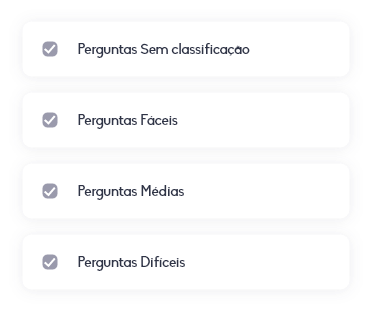 Perguntas Sem classificação
Perguntas Fáceis
Perguntas Médias
Perguntas Difíceis